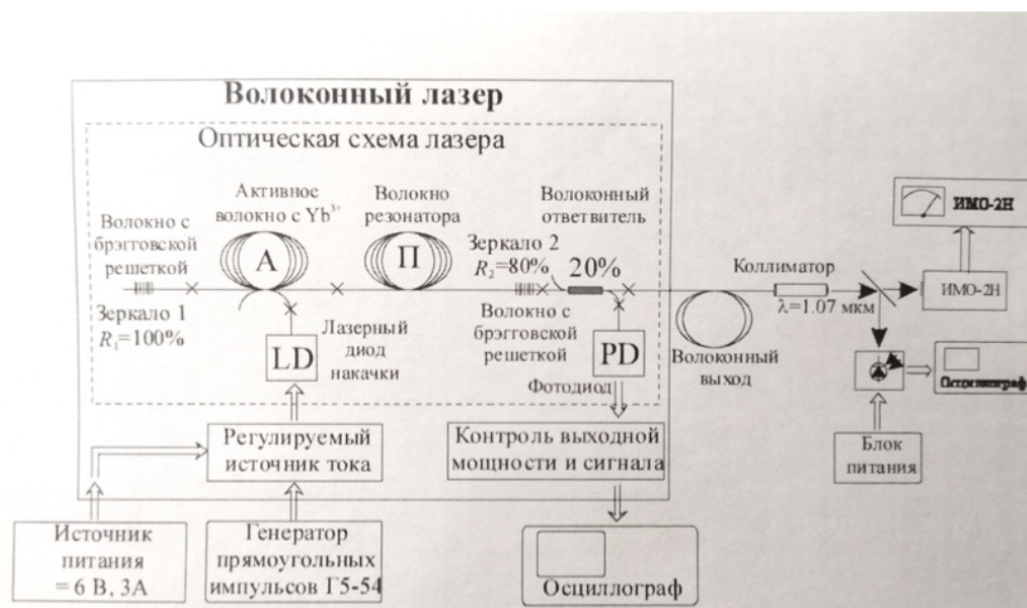 Волоконный лазер
Оптическая схема лазера
Волокно с
брэгговской
решеткой
Зеркало 1
R₁=100%
Активное
волокно с Yb³⁺
А
Волокно
резонатора
П
Зеркало 2
R₂=80%
Волоконный
ответвитель
20%
Волокно с
брэгговской
решеткой
LD
Лазерный
диод
накачки
PD
Фотодиод
Волоконный
выход
Коллиматор
λ=1.07 мкм
ИМО-2Н
ИМО-2Н
Осциллограф
Блок
питания
Регулируемый
источник тока
Контроль выходной
мощности и сигнала
Источник
питания
= 6 В, 3А
Генератор
прямоугольных
импульсов Г5-54
Осциллограф